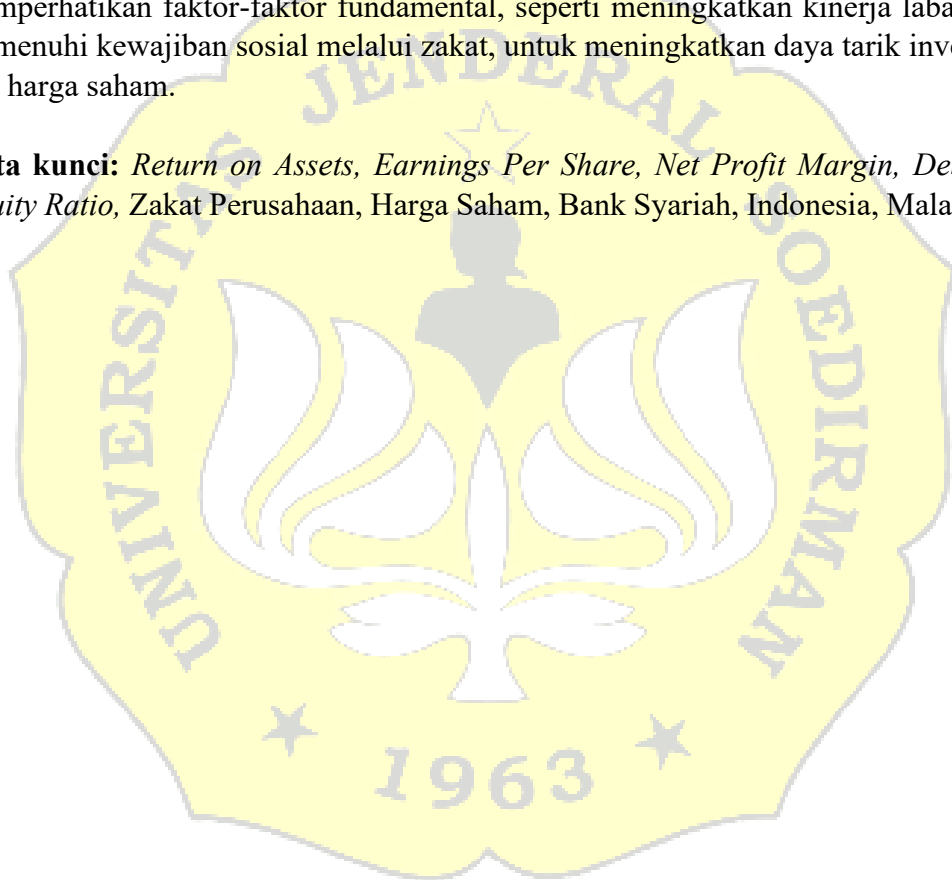 mperhatikan faktor-faktor fundamental, seperti meningkatkan kinerja laba
menuhi kewajiban sosial melalui zakat, untuk meningkatkan daya tarik inve
harga saham.
ta kunci: Return on Assets, Earnings Per Share, Net Profit Margin, De
uity Ratio, Zakat Perusahaan, Harga Saham, Bank Syariah, Indonesia, Mala
UNIVERSITAS JENDERAL SOEDIRMAN
1963